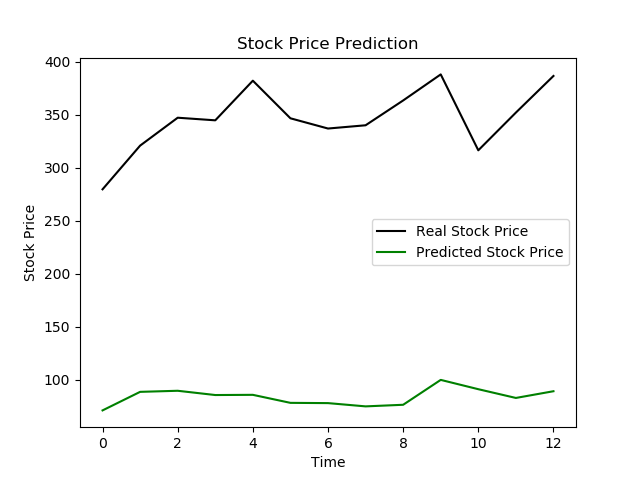 Stock Price Prediction
400
350
300
250
200
150
100
Stock Price
Real Stock Price
Predicted Stock Price
0 2 4 6 8 10 12
Time